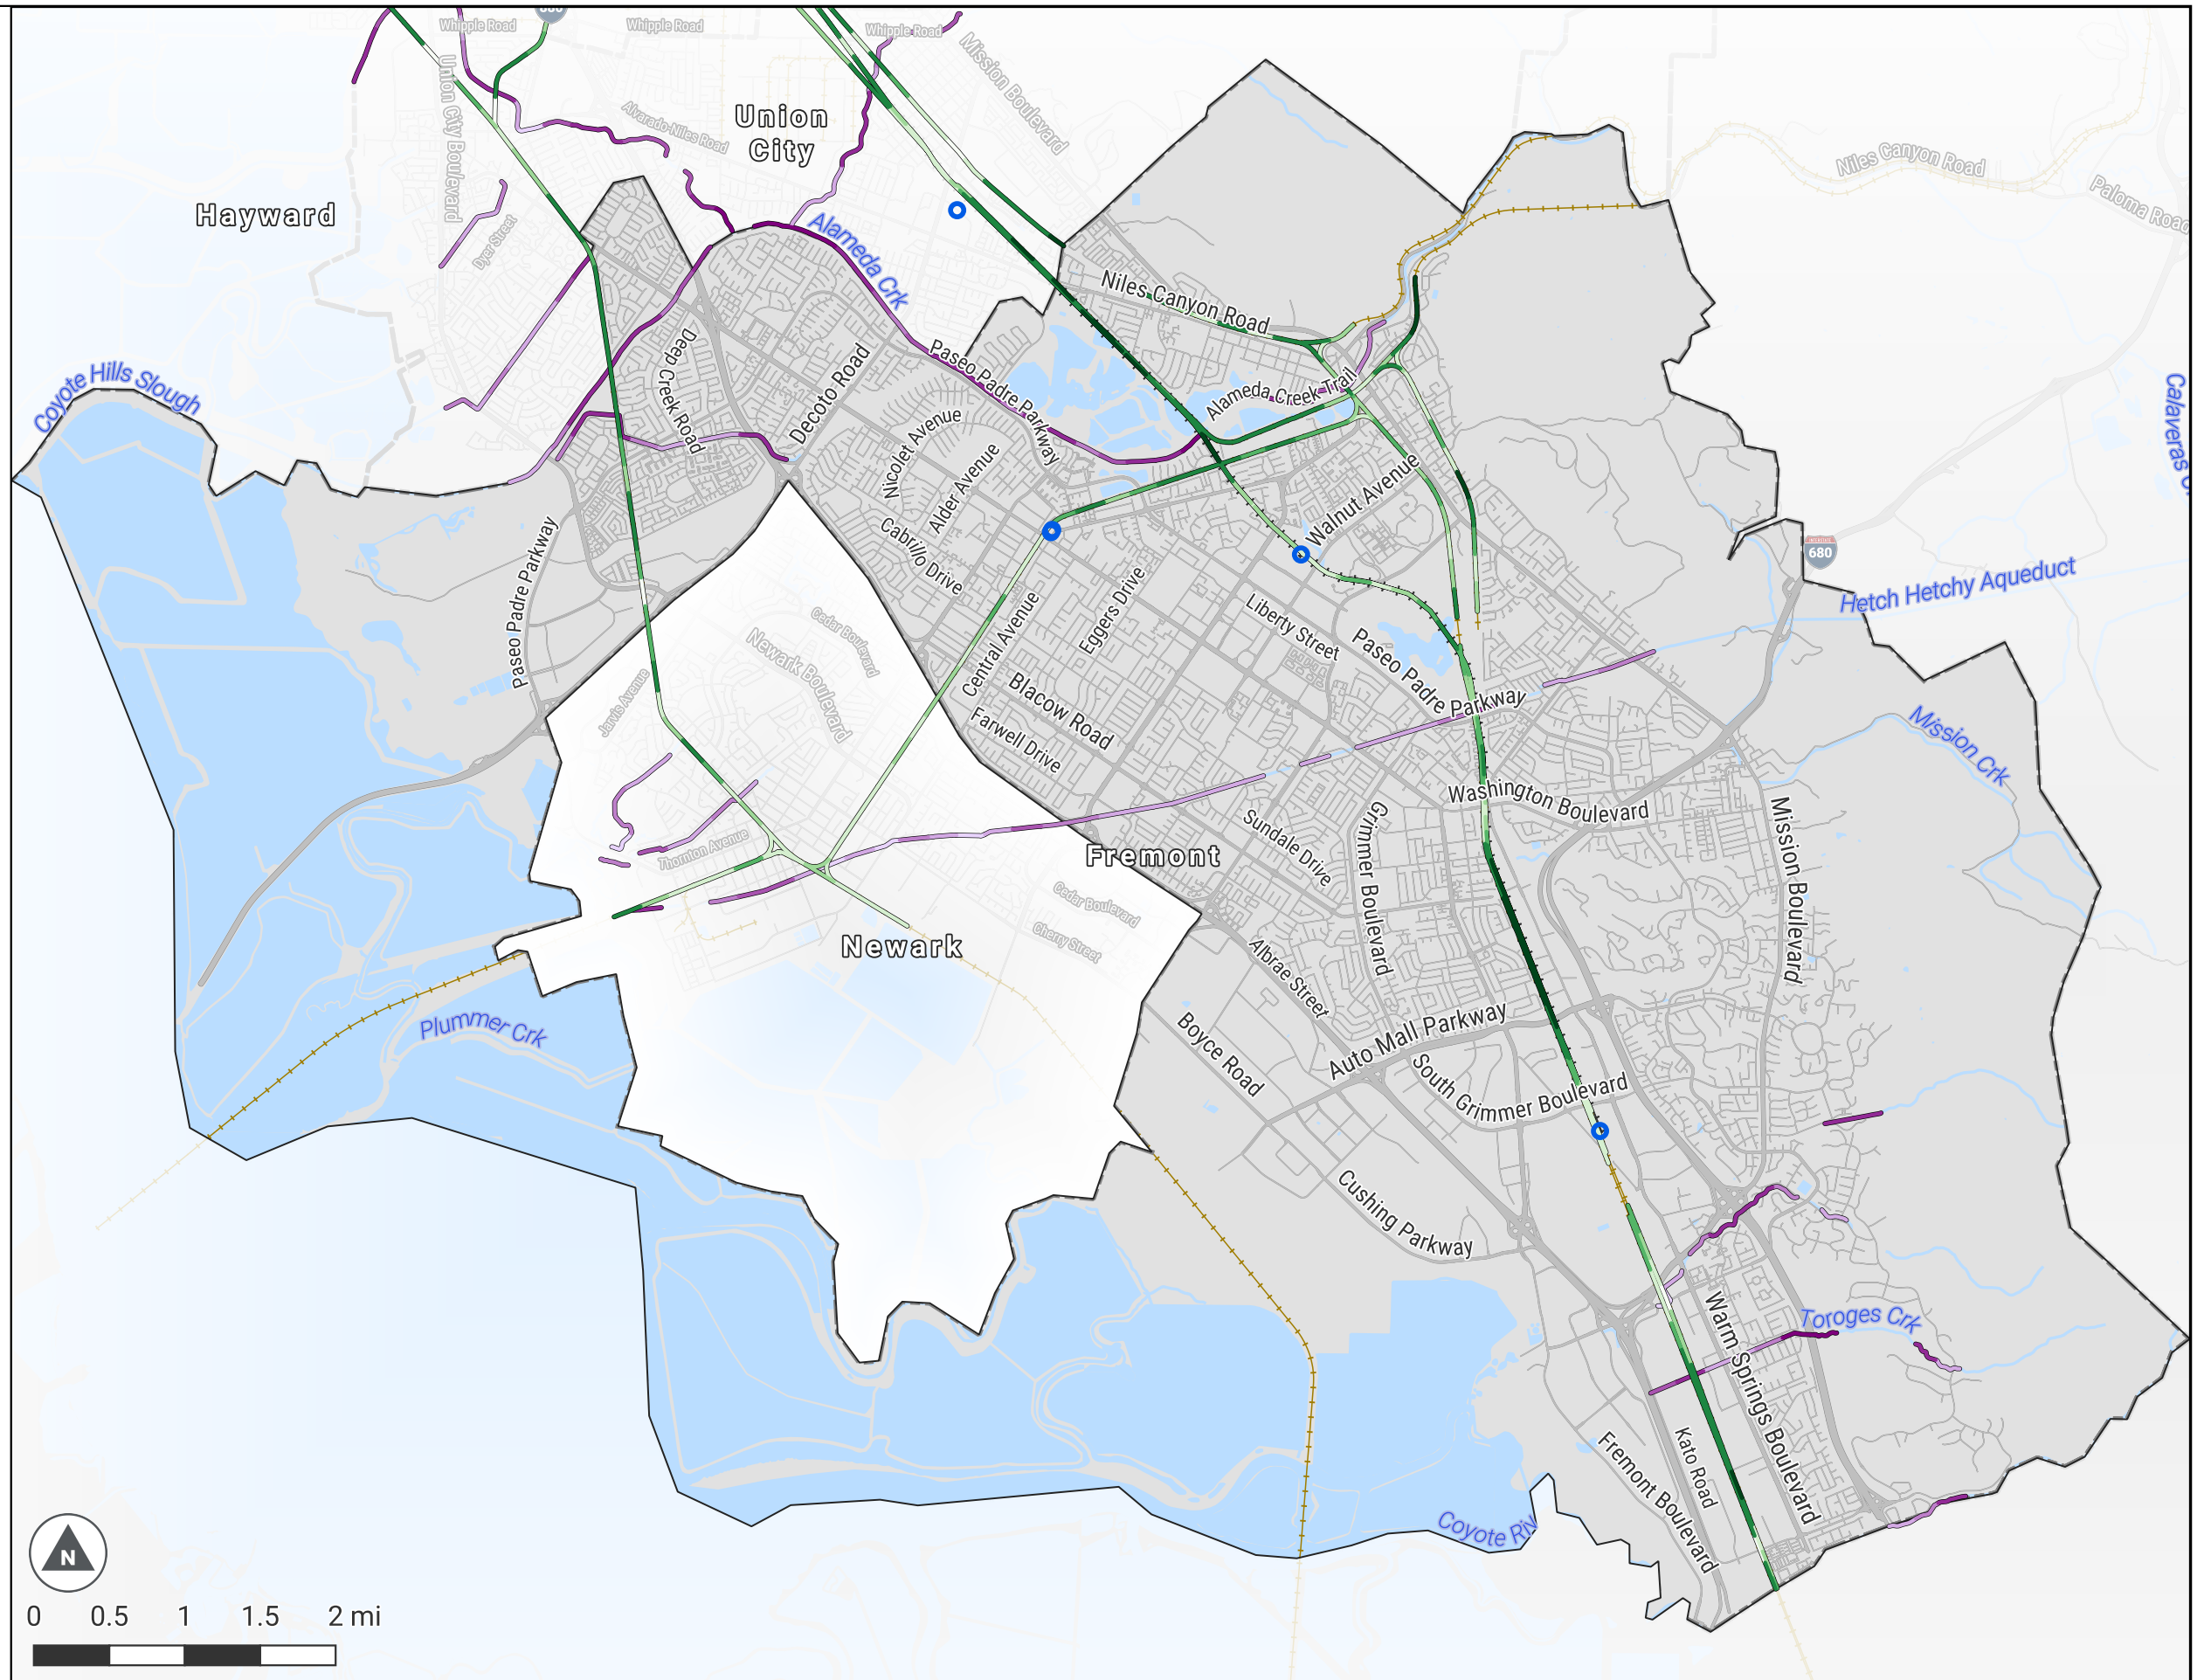 Whipple Road
Whipple Road
Whipple Road
Union City Boulevard
Mission Boulevard
Alvarado-Niles Road
Union
City
Niles Canyon Road
Paloma Road
Hayward
Dyer Street
Alameda Crk
Niles Canyon Road
Coyote Hills Slough
Deep Creek Road
Decoto Road
Paseo Padre Parkway
Alameda Creek Trail
Calaveras C
Nicolet Avenue
Alder Avenue
Walnut Avenue
Cabrillo Drive
Paseo Padre Parkway
680
Hetch Hetchy Aqueduct
Central Avenue
Eggers Drive
Liberty Street
Cedar Boulevard
Newark Boulevard
Jarvis Avenue
Paseo Padre Parkway
Blacow Road
Farwell Drive
Mission Crk
Washington Boulevard
Mission Boulevard
Grimmer Boulevard
Sundale Drive
Thornton Avenue
Fremont
Cedar Boulevard
Cherry Street
Newark
Albrae Street
Plummer Crk
Boyce Road
Auto Mall Parkway
South Grimmer Boulevard
Cushing Parkway
Warm Springs Boulevard
Toroges Crk
Kato Road
Fremont Boulevard
Coyote Riv
N
0 0.5 1 1.5 2 mi